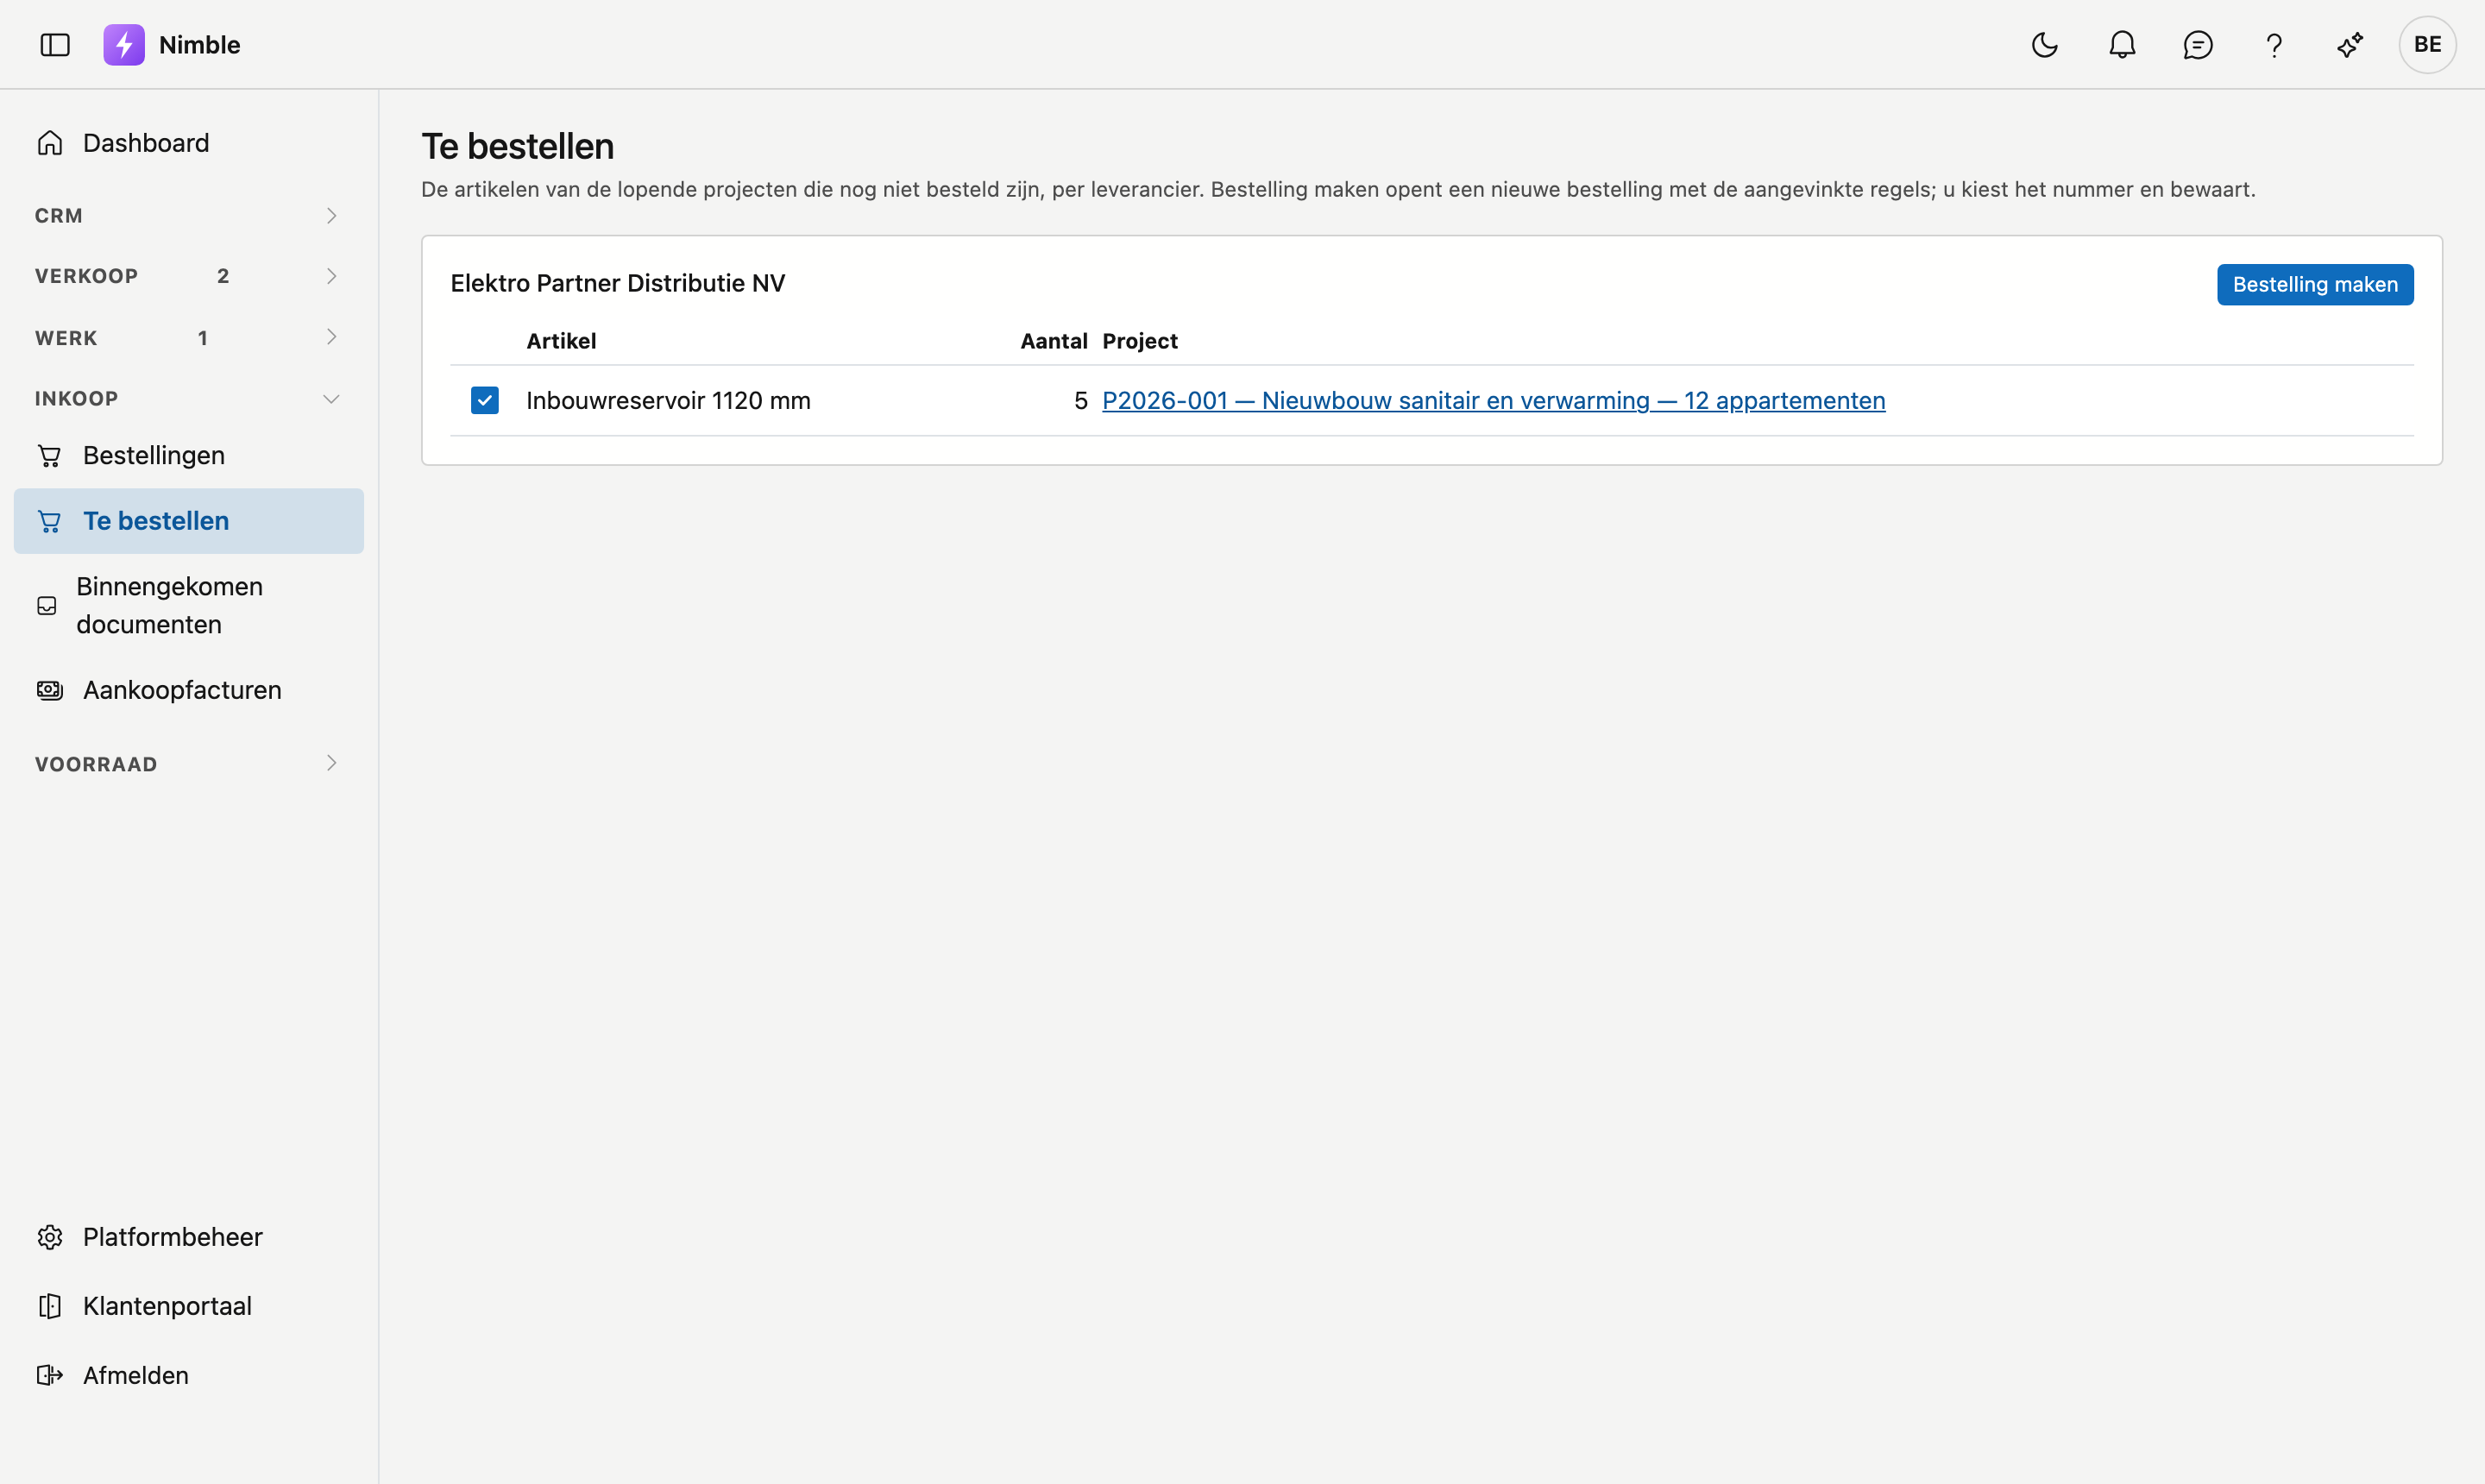 Nimble
BE
Dashboard
CRM
VERKOOP 2
WERK 1
INKOOP
Bestellingen
Te bestellen
Binnengekomen
documenten
Aankoopfacturen
VOORRAAD
Platformbeheer
Klantenportaal
Afmelden
Te bestellen
De artikelen van de lopende projecten die nog niet besteld zijn, per leverancier. Bestelling maken opent een nieuwe bestelling met de aangevinkte regels; u kiest het nummer en bewaart.
Elektro Partner Distributie NV
Bestelling maken
Artikel Aantal Project
Inbouwreservoir 1120 mm 5 P2026-001 — Nieuwbouw sanitair en verwarming — 12 appartementen